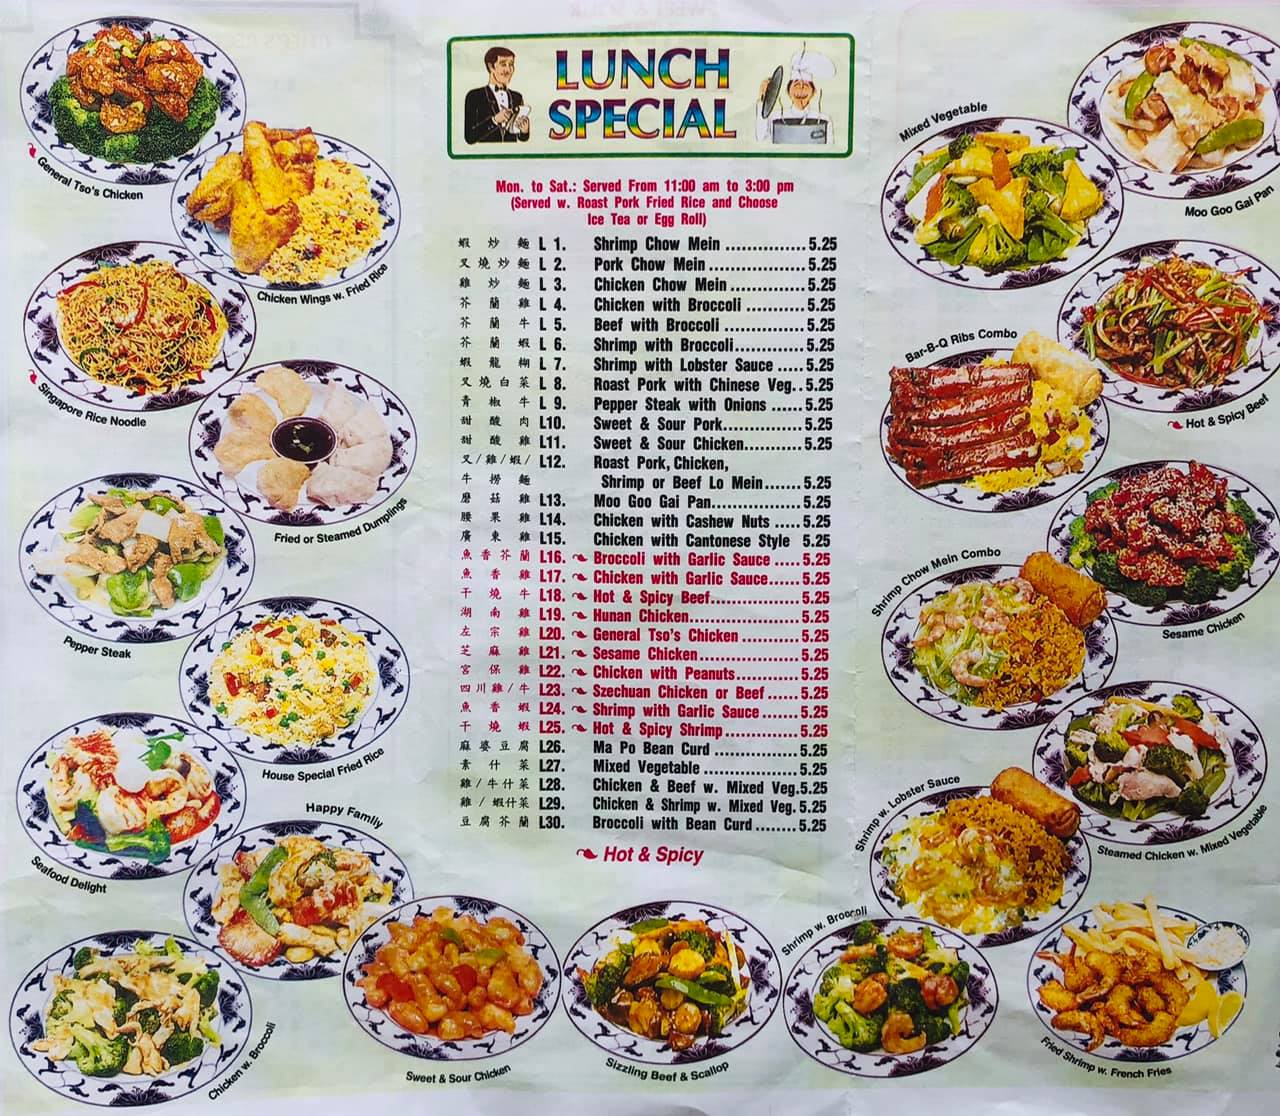 LUNCH
SPECIAL
Mon. to Sat.: Served From 11:00 am to 3:00 pm
(Served w. Roast Pork Fried Rice and Choose
Ice Tea or Egg Roll)
蝦 炒 麵 L 1. Shrimp Chow Mein ............... 5.25
叉燒炒麵 L 2. Pork Chow Mein .................. 5.25
雞 炒 麵 L 3. Chicken Chow Mein .............. 5.25
芥 蘭 雞 L 4. Chicken with Broccoli ........... 5.25
芥 蘭 牛 L 5. Beef with Broccoli ............... 5.25
芥 蘭 蝦 L 6. Shrimp with Broccoli............. 5.25
蝦 龍 糊 L 7. Shrimp with Lobster Sauce ..... 5.25
叉燒白菜 L 8. Roast Pork with Chinese Veg.. 5.25
青 椒 牛 L 9. Pepper Steak with Onions ...... 5.25
甜 酸 肉 L10. Sweet & Sour Pork............... 5.25
甜 酸 雞 L11. Sweet & Sour Chicken........... 5.25
叉/雞/蝦/ L12. Roast Pork, Chicken,
牛 撈 麵 Shrimp or Beef Lo Mein....... 5.25
蘑 菇 雞 L13. Moo Goo Gai Pan................. 5.25
腰 果 雞 L14. Chicken with Cashew Nuts ..... 5.25
廣 東 雞 L15. Chicken with Cantonese Style 5.25
魚香芥蘭 L16. Broccoli with Garlic Sauce ..... 5.25
魚 香 雞 L17. Chicken with Garlic Sauce...... 5.25
干 燒 牛 L18. Hot & Spicy Beef................. 5.25
湖 南 雞 L19. Hunan Chicken.................... 5.25
左 宗 雞 L20. General Tso's Chicken .......... 5.25
芝 麻 雞 L21. Sesame Chicken .................. 5.25
宮 保 雞 L22. Chicken with Peanuts............ 5.25
四川雞/牛 L23. Szechuan Chicken or Beef ...... 5.25
魚 香 蝦 L24. Shrimp with Garlic Sauce ....... 5.25
干 燒 蝦 L25. Hot & Spicy Shrimp.............. 5.25
麻婆豆腐 L26. Ma Po Bean Curd ................ 5.25
素 什 菜 L27. Mixed Vegetable ................. 5.25
雞/牛什菜 L28. Chicken & Beef w. Mixed Veg. 5.25
雞/蝦什菜 L29. Chicken & Shrimp w. Mixed Veg. 5.25
豆腐芥蘭 L30. Broccoli with Bean Curd ........ 5.25
Hot & Spicy
General Tso's Chicken
Chicken Wings w. Fried Rice
Singapore Rice Noodle
Fried or Steamed Dumplings
Pepper Steak
House Special Fried Rice
Seafood Delight
Happy Family
Chicken w. Broccoli
Sweet & Sour Chicken
Sizzling Beef & Scallop
Mixed Vegetable
Moo Goo Gai Pan
Bar-B-Q Ribs Combo
Hot & Spicy Beef
Shrimp Chow Mein Combo
Sesame Chicken
Shrimp w. Lobster Sauce
Steamed Chicken w. Mixed Vegetable
Shrimp w. Broccoli
Fried Shrimp w. French Fries